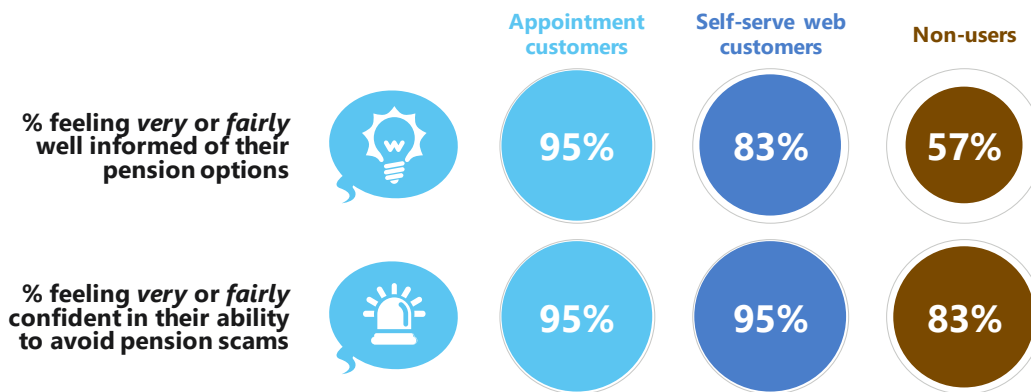 Appointment
customers
Self-serve web
customers
Non-users
% feeling very or fairly
well informed of their
pension options
95%
83%
57%
% feeling very or fairly
confident in their ability
to avoid pension scams
95%
95%
83%